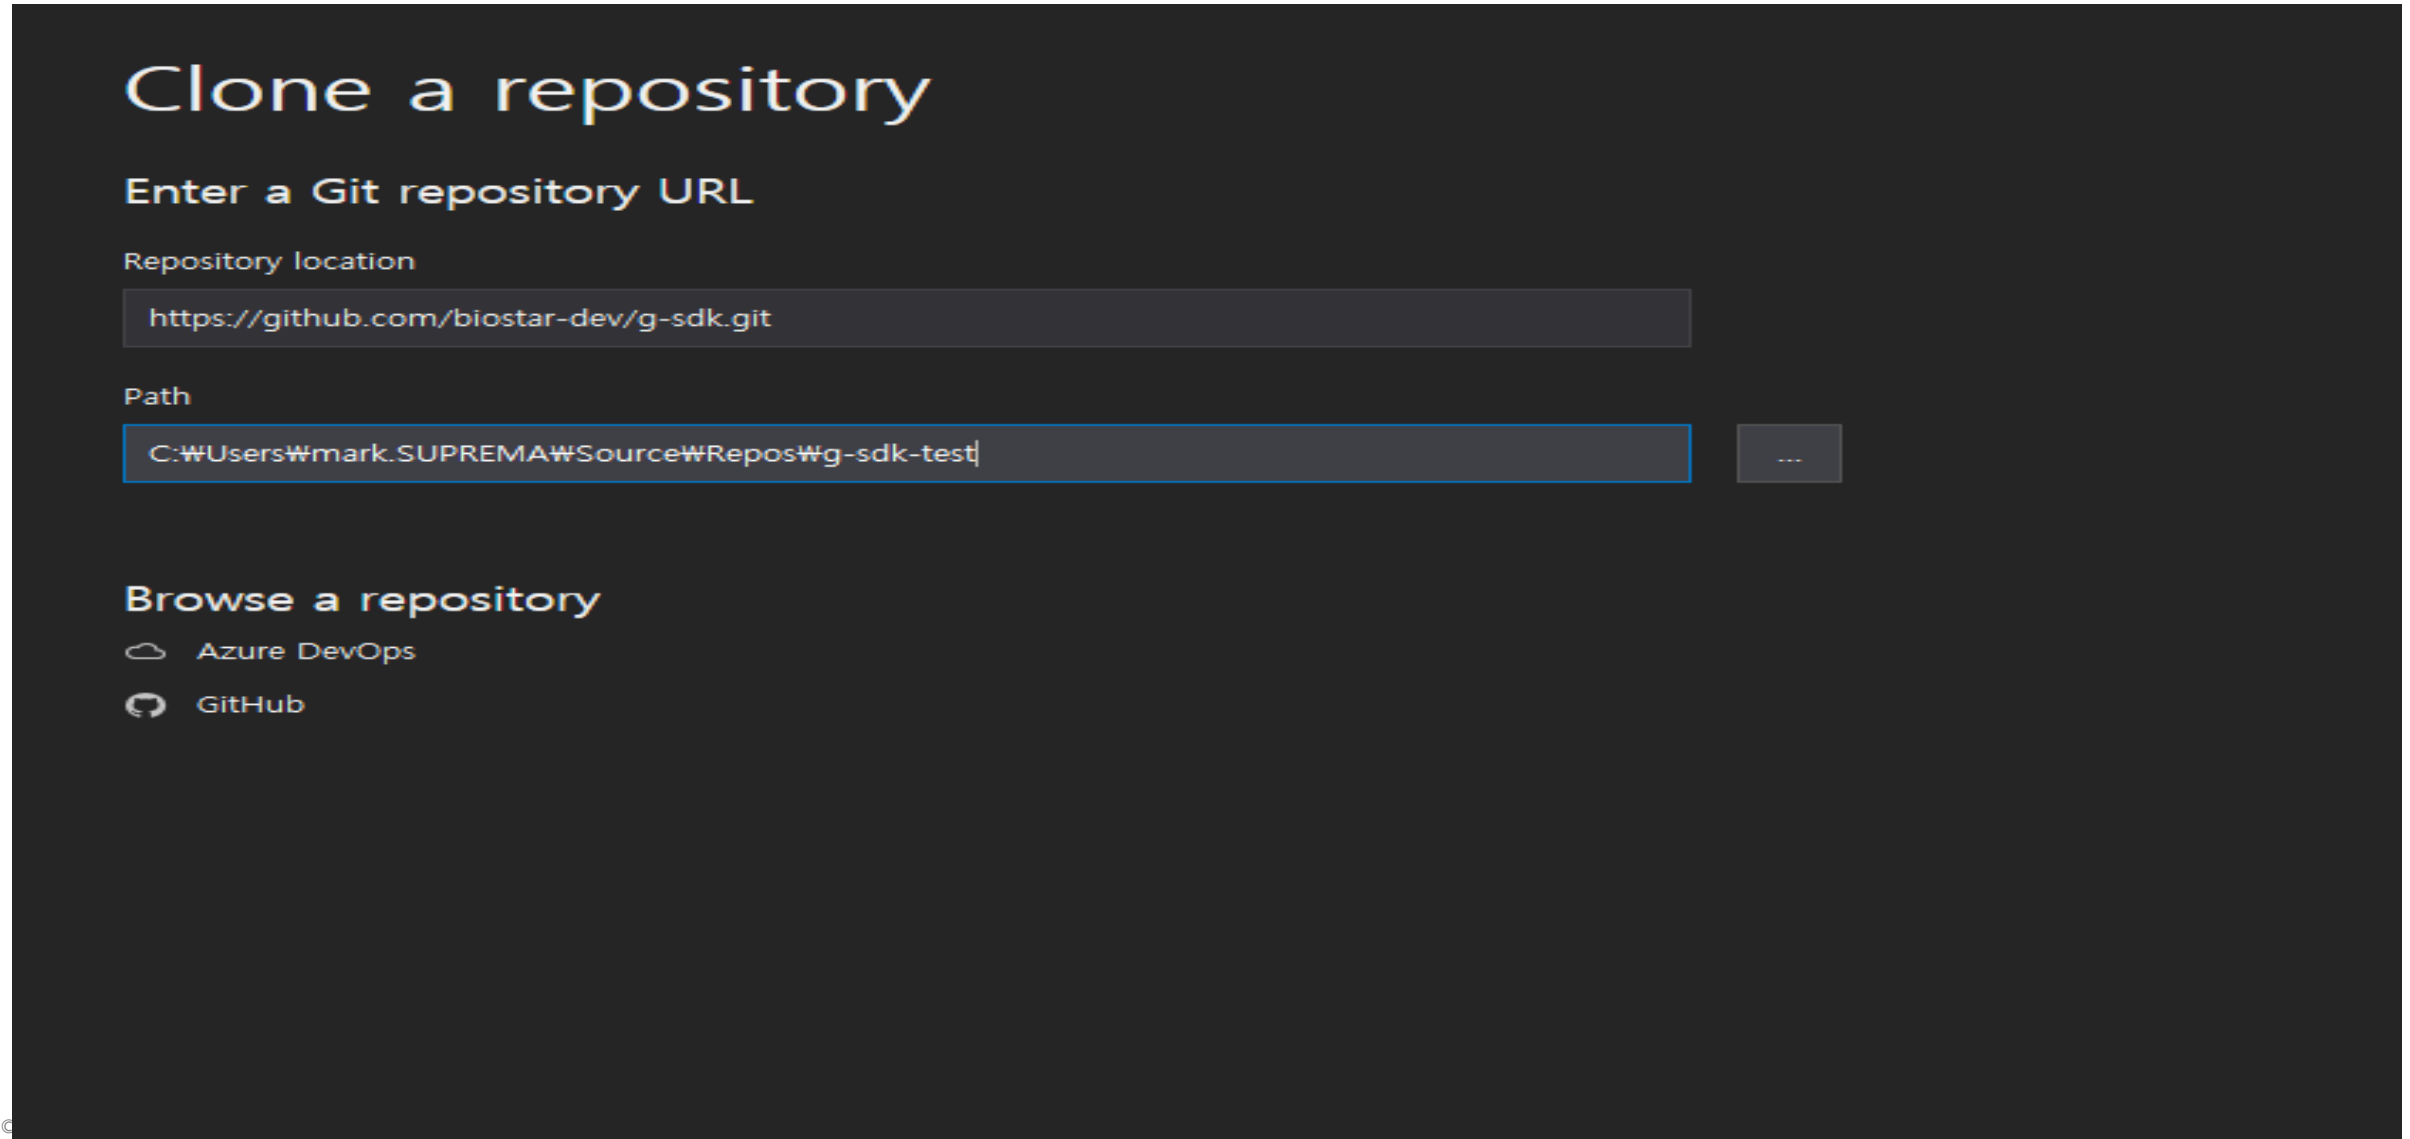 Clone a repository
Enter a Git repository URL
Repository location
https://github.com/biostar-dev/g-sdk.git
Path
C:₩Users₩mark.SUPREMA₩Source₩Repos₩g-sdk-test
...
Browse a repository
Azure DevOps
GitHub
©